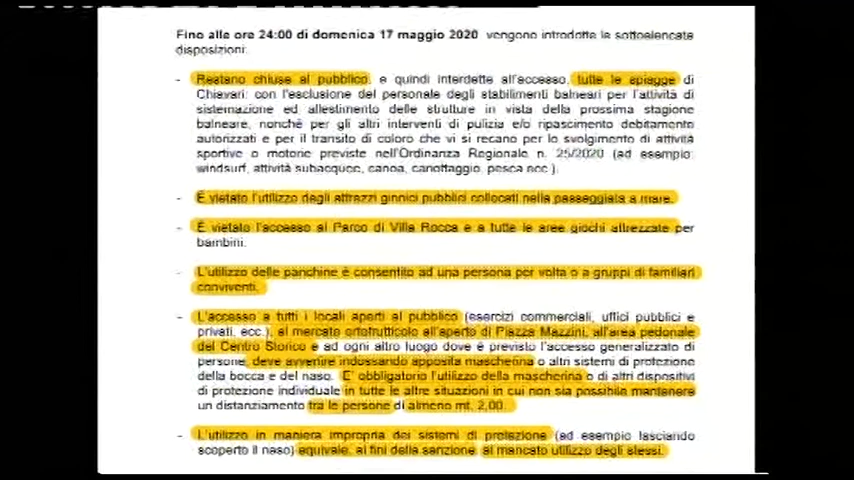 Fino alle ore 24:00 di domenica 17 maggio 2020 vengono introdotte le sottoelencate
disposizioni:
- Restano chiuse al pubblico, e quindi interdette all'accesso, tutte le spiagge di
Chiavari: con l'esclusione del personale degli stabilimenti balneari per l'attività di
sistemazione ed allestimento delle strutture in vista della prossima stagione
balneare, nonché per gli altri interventi di pulizia e/o ripascimento debitamente
autorizzati e per il transito di coloro che vi si recano per lo svolgimento di attività
sportive o motorie previste nell'Ordinanza Regionale n. 25/2020 (ad esempio:
windsurf, attività subacquee, canoa, canottaggio, pesca ecc.).
- È vietato l'utilizzo degli attrezzi ginnici pubblici collocati nella passeggiata a mare.
- È vietato l'accesso al Parco di Villa Rocca e a tutte le aree giochi attrezzate per
bambini.
- L'utilizzo delle panchine è consentito ad una persona per volta o a gruppi di familiari
conviventi.
- L'accesso a tutti i locali aperti al pubblico (esercizi commerciali, uffici pubblici e
privati, ecc.), al mercato ortofrutticolo all'aperto di Piazza Mazzini, all'area pedonale
del Centro Storico e ad ogni altro luogo dove è previsto l'accesso generalizzato di
persone, deve avvenire indossando apposita mascherina o altri sistemi di protezione
della bocca e del naso. E' obbligatorio l'utilizzo della mascherina o di altri dispositivi
di protezione individuale in tutte le altre situazioni in cui non sia possibile mantenere
un distanziamento tra le persone di almeno mt. 2,00.
- L'utilizzo in maniera impropria dei sistemi di protezione (ad esempio lasciando
scoperto il naso) equivale, ai fini della sanzione, al mancato utilizzo degli stessi.